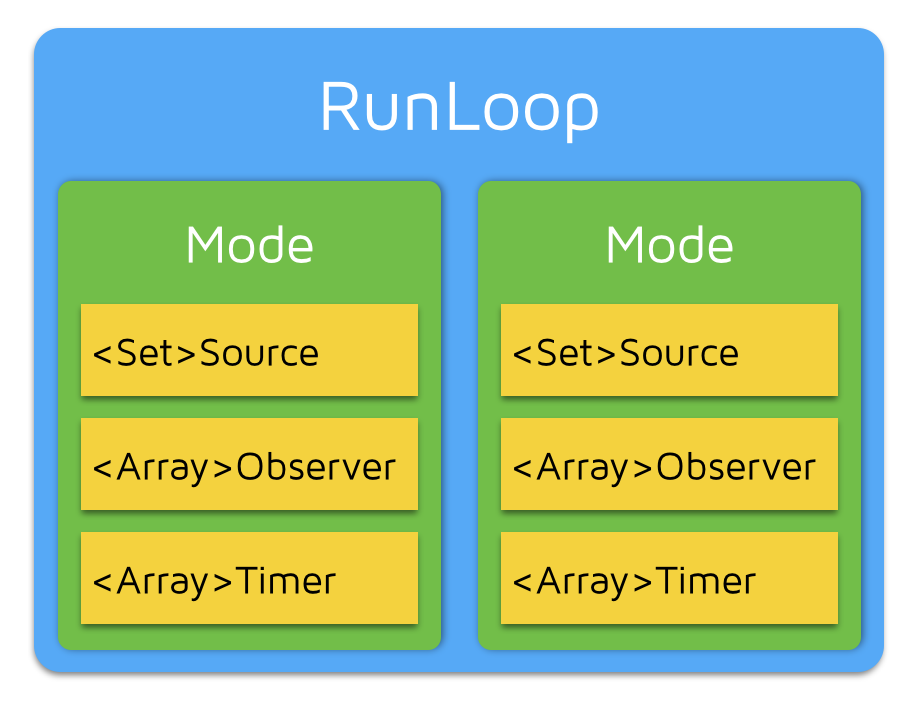 RunLoop
Mode
<Set>Source
<Array>Observer
<Array>Timer
Mode
<Set>Source
<Array>Observer
<Array>Timer